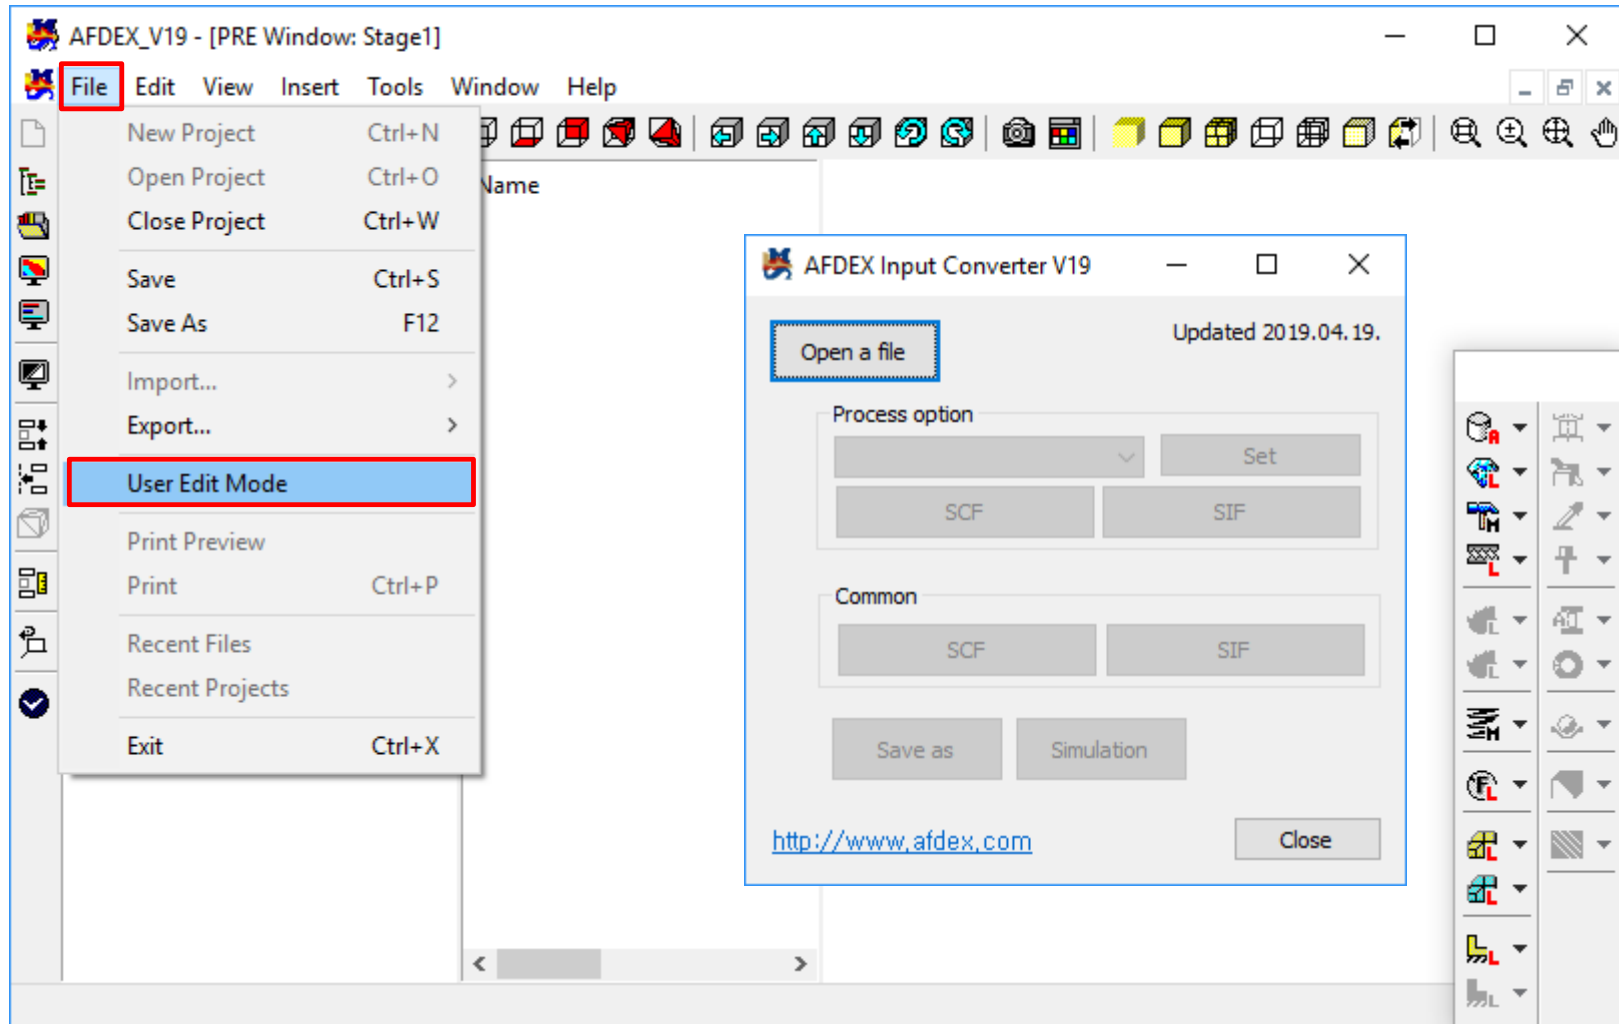 AFDEX_V19 - [PRE Window: Stage1]
File Edit View Insert Tools Window Help
New Project Ctrl+N
Open Project Ctrl+O
Close Project Ctrl+W
Save Ctrl+S
Save As F12
Import...
Export...
User Edit Mode
Print Preview
Print Ctrl+P
Recent Files
Recent Projects
Exit Ctrl+X
Name
AFDEX Input Converter V19
Open a file
Updated 2019.04.19.
Process option
Set
SCF SIF
Common
SCF SIF
Save as Simulation
http://www.afdex.com
Close